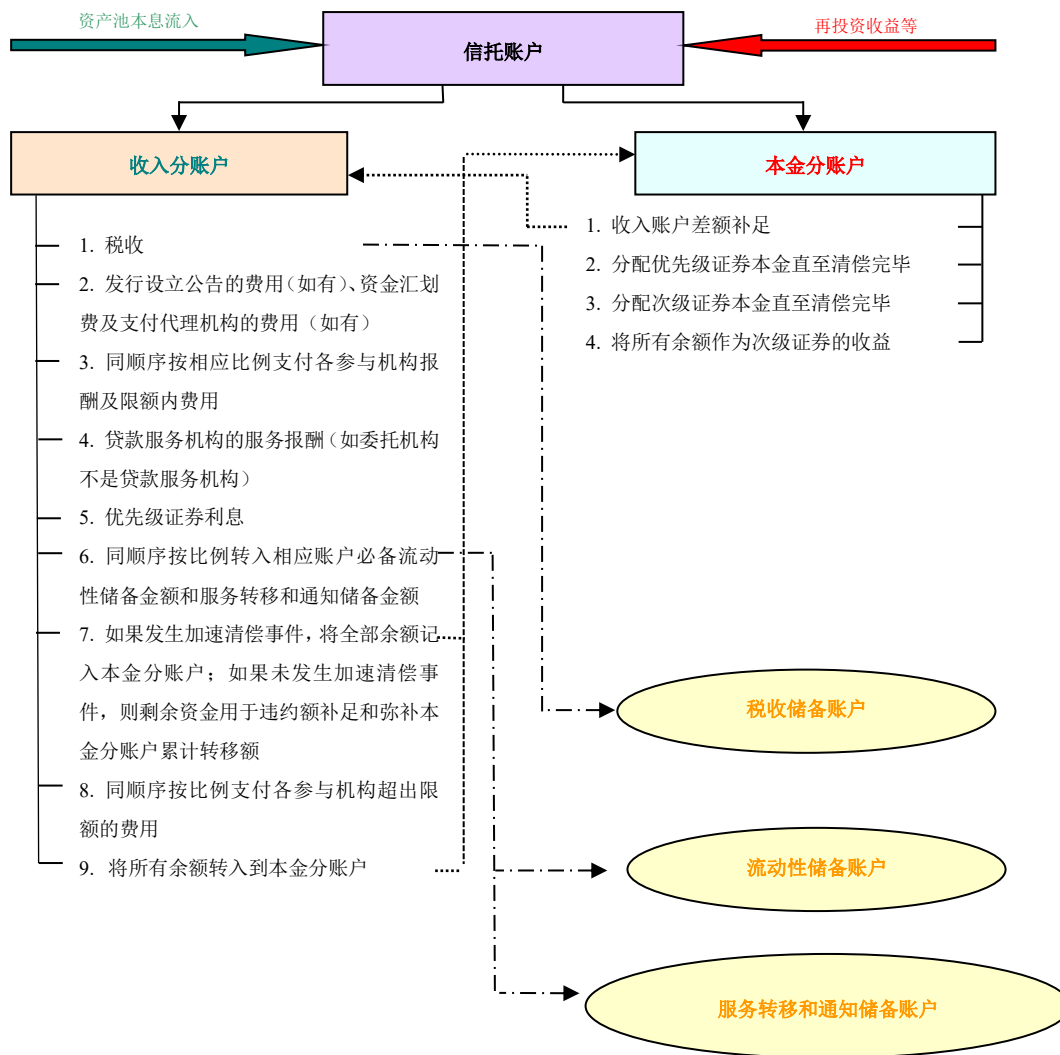 资产池本息流入
再投资收益等
信托账户
收入分账户
本金分账户
1. 税收
2. 发行设立公告的费用（如有）、资金汇划
费及支付代理机构的费用（如有）
3. 同顺序按相应比例支付各参与机构报
酬及限额内费用
4. 贷款服务机构的服务报酬（如委托机构
不是贷款服务机构）
5. 优先级证券利息
6. 同顺序按比例转入相应账户必备流动
性储备金额和服务转移和通知储备金额
7. 如果发生加速清偿事件，将全部余额记
入本金分账户；如果未发生加速清偿事
件，则剩余资金用于违约额补足和弥补本
金分账户累计转移额
8. 同顺序按比例支付各参与机构超出限
额的费用
9. 将所有余额转入到本金分账户
1. 收入账户差额补足
2. 分配优先级证券本金直至清偿完毕
3. 分配次级证券本金直至清偿完毕
4. 将所有余额作为次级证券的收益
税收储备账户
流动性储备账户
服务转移和通知储备账户